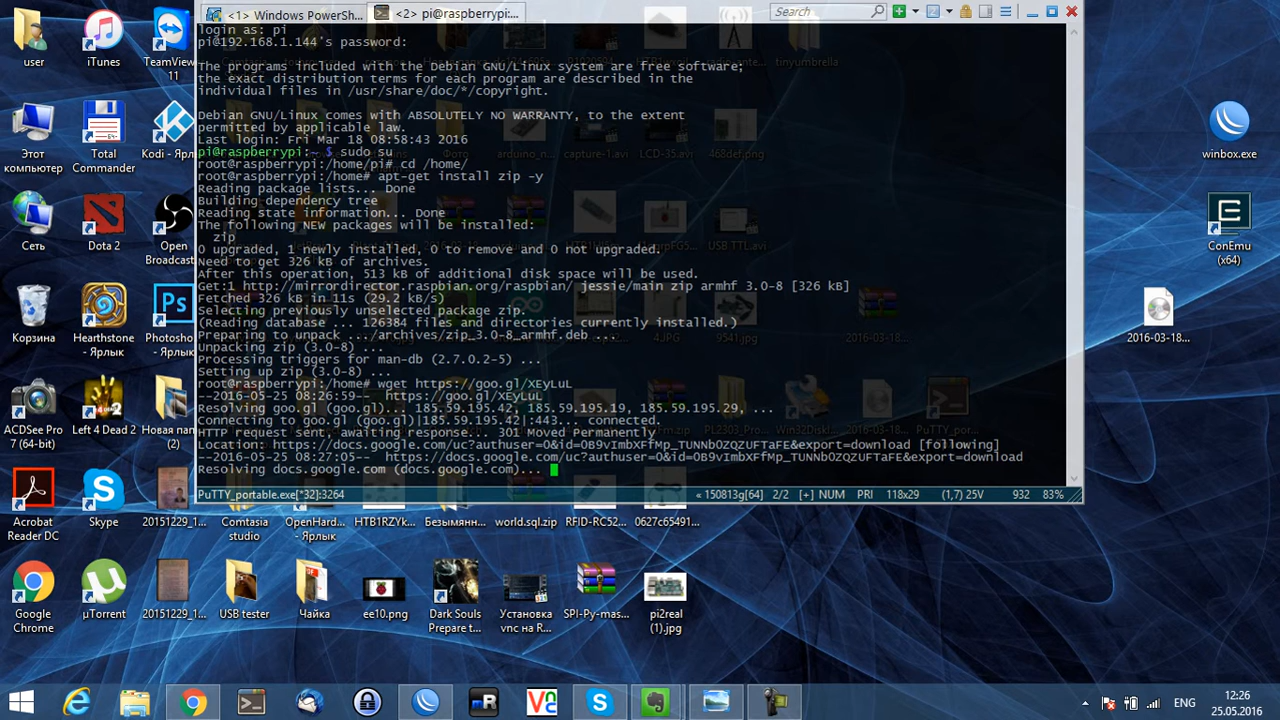 <1> Windows PowerSh...
<2> pi@raspberrypi:...
Search
login as: pi
pi@192.168.1.144's password:
The programs included with the Debian GNU/Linux system are free software;
the exact distribution terms for each program are described in the
individual files in /usr/share/doc/*/copyright.
Debian GNU/Linux comes with ABSOLUTELY NO WARRANTY, to the extent
permitted by applicable law.
Last login: Fri Mar 18 08:58:43 2016
pi@raspberrypi:~ $ sudo su
root@raspberrypi:/home/pi# cd /home/
root@raspberrypi:/home# apt-get install zip -y
Reading package lists... Done
Building dependency tree
Reading state information... Done
The following NEW packages will be installed:
zip
0 upgraded, 1 newly installed, 0 to remove and 0 not upgraded.
Need to get 326 kB of archives.
After this operation, 513 kB of additional disk space will be used.
Get:1 http://mirrordirector.raspbian.org/raspbian/ jessie/main zip armhf 3.0-8 [326 kB]
Fetched 326 kB in 11s (29.2 kB/s)
Selecting previously unselected package zip.
(Reading database ... 126384 files and directories currently installed.)
Preparing to unpack .../archives/zip_3.0-8_armhf.deb ...
Unpacking zip (3.0-8) ...
Processing triggers for man-db (2.7.0.2-5) ...
Setting up zip (3.0-8) ...
root@raspberrypi:/home# wget https://goo.gl/XEyLuL
--2016-05-25 08:26:59-- https://goo.gl/XEyLuL
Resolving goo.gl (goo.gl)... 185.59.195.42, 185.59.195.19, 185.59.195.29, ...
Connecting to goo.gl (goo.gl)|185.59.195.42|:443... connected.
HTTP request sent, awaiting response... 301 Moved Permanently
Location: https://docs.google.com/uc?authuser=0&id=0B9vImbXFfMp_TUNNb0ZQZUFTaFE&export=download [following]
--2016-05-25 08:27:05-- https://docs.google.com/uc?authuser=0&id=0B9vImbXFfMp_TUNNb0ZQZUFTaFE&export=download
Resolving docs.google.com (docs.google.com)...
PuTTY_portable.exe[*32]:3264
« 150813g[64] 2/2 [+] NUM PRI 118x29 (1,7) 25V 932 83%
user
iTunes
TeamViewer
11
Этот
компьютер
Total
Commander
Kodi - Ярлык
Сеть
Dota 2
Open
Broadcast...
Корзина
Hearthstone -
Ярлык
Photoshop
Ярлык
ACDSee Pro
7 (64-bit)
Left 4 Dead 2
Новая папка
(2)
winbox.exe
ConEmu
(x64)
2016-03-18...
Acrobat
Reader DC
Skype
20151229_1...
Comtasia
studio
OpenHard...
- Ярлык
HTB1RZYk...
Безымянн...
world.sql.zip
RFID-RC52...
0627c65491...
Google
Chrome
µTorrent
20151229_1...
USB tester
Чайка
ee10.png
Dark Souls
Prepare t...
Установка
vnc на R...
SPI-Py-mas...
pi2real
(1).jpg
ENG
12:26
25.05.2016